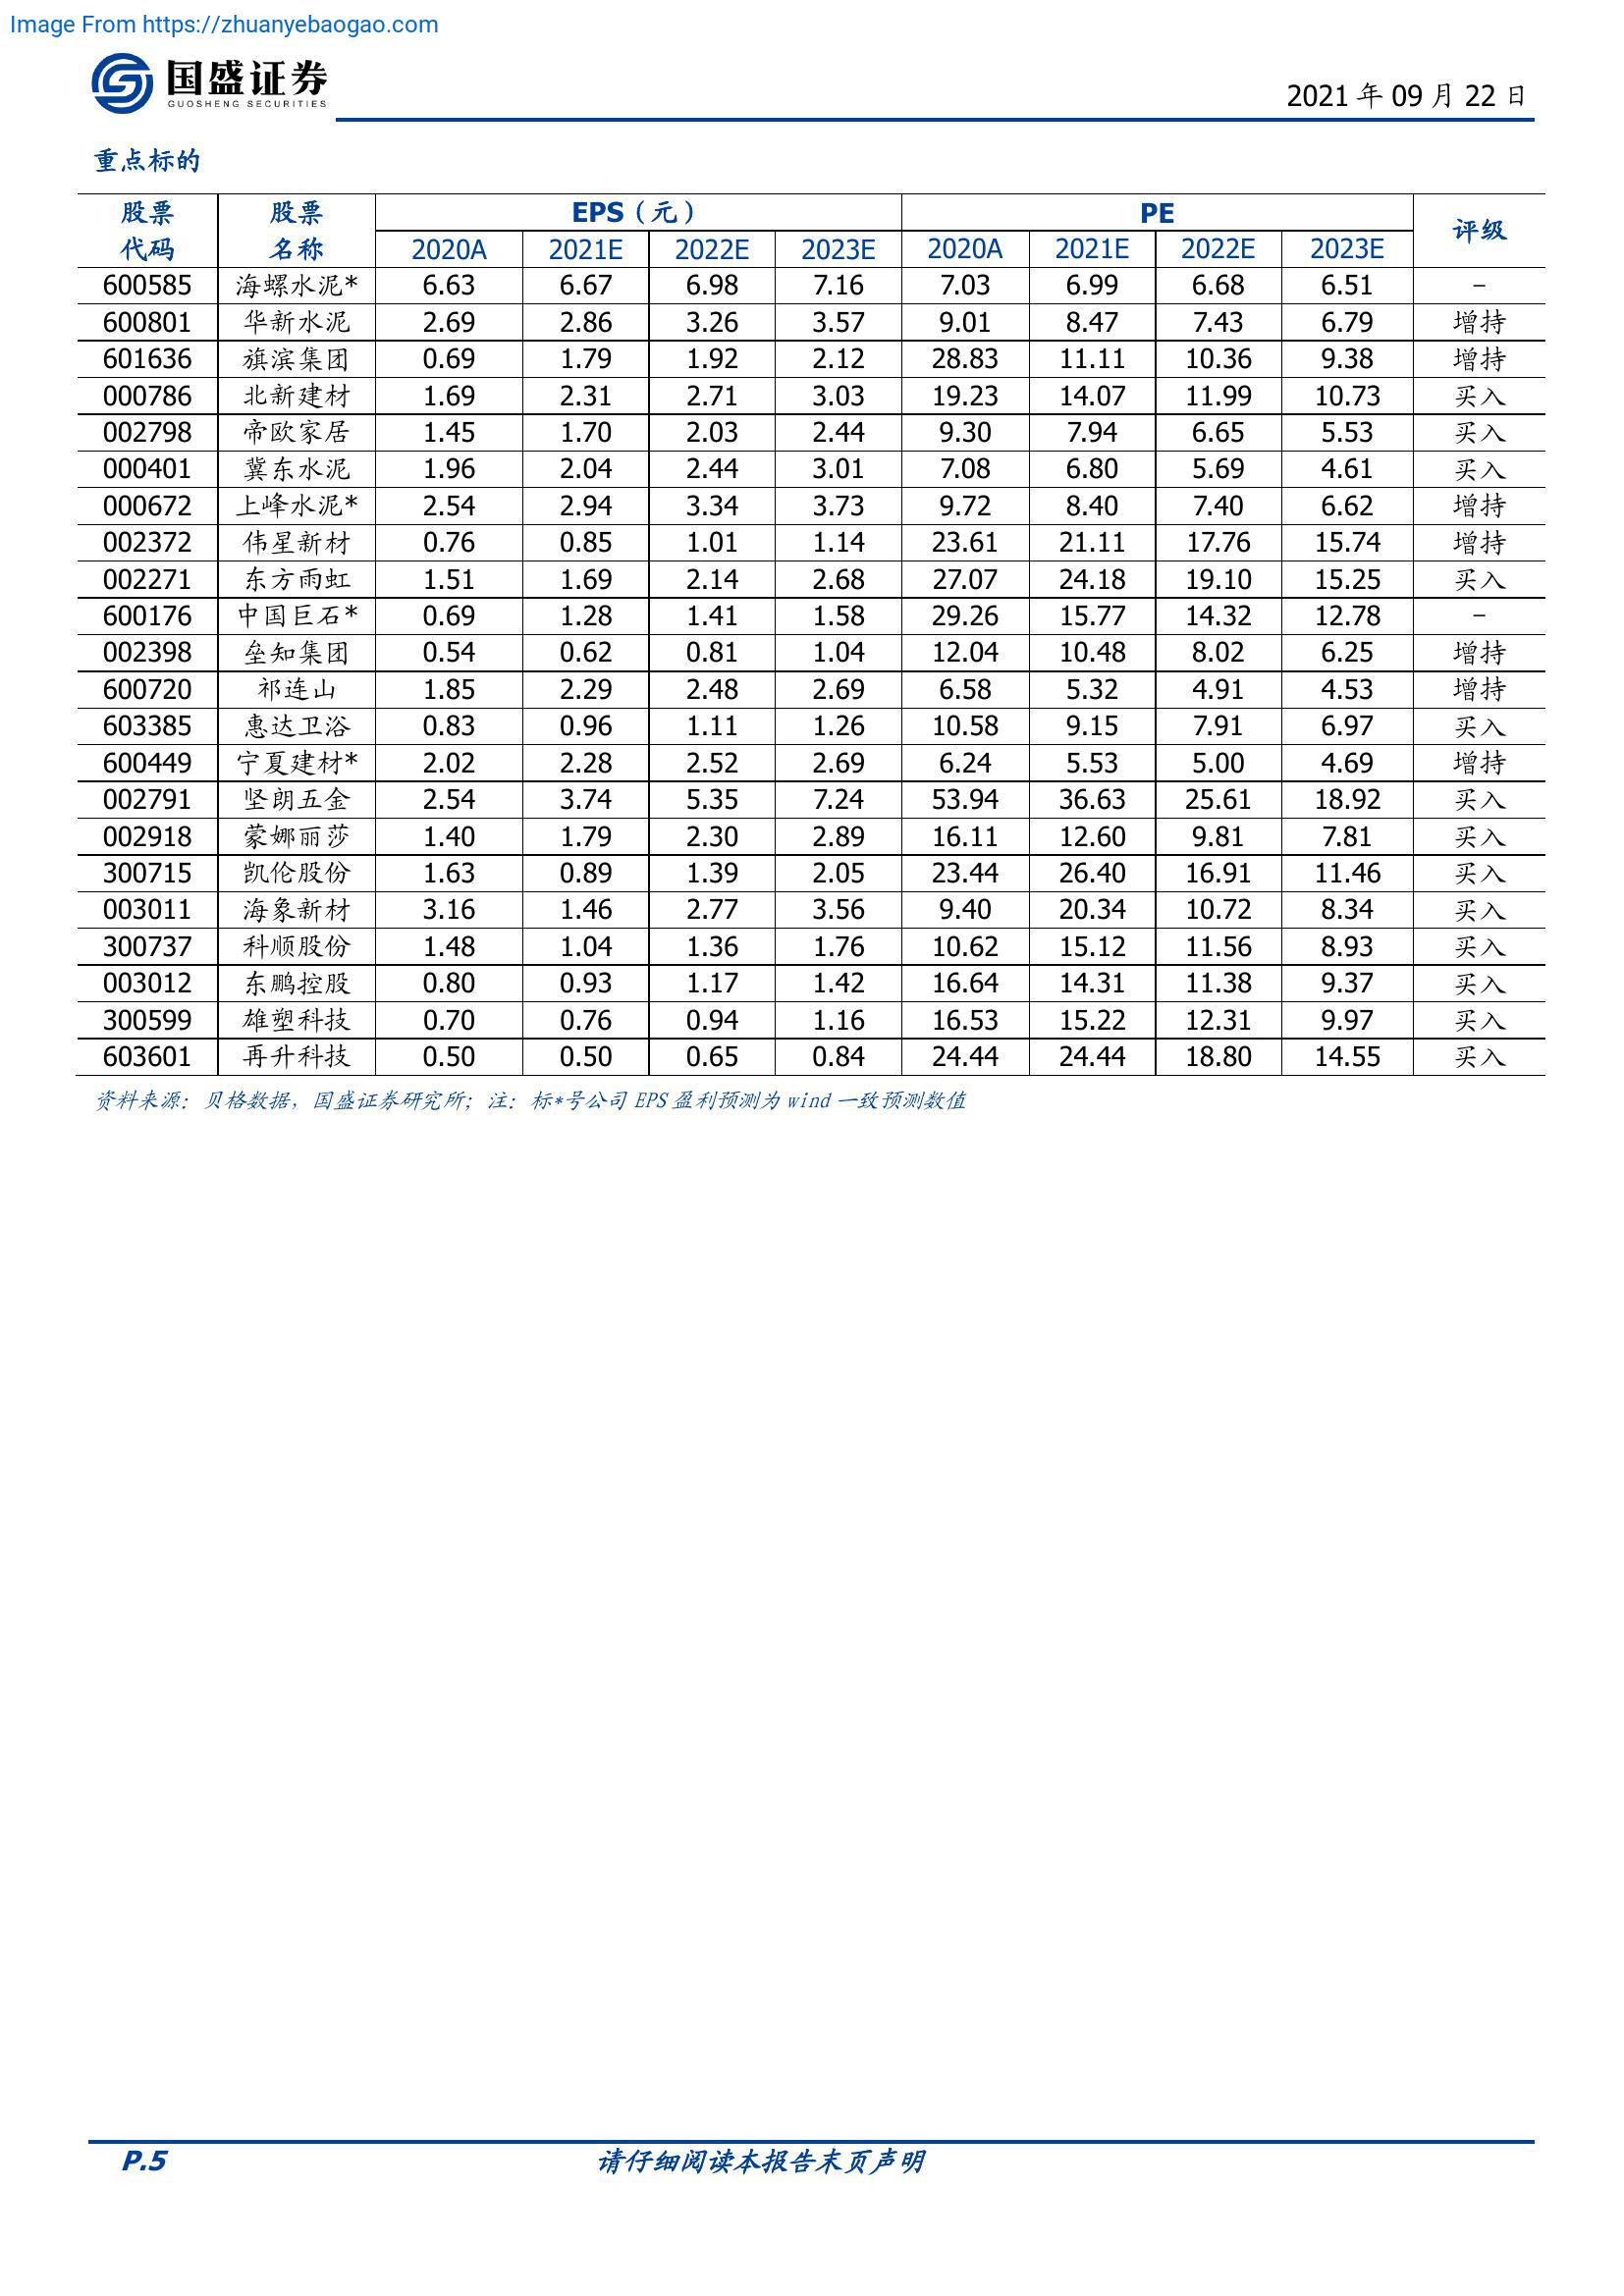 Image From https://zhuanyebaogao.com
国盛证券
GUOSHENG SECURITIES
2021 年 09 月 22 日
重点标的
股票 股票 EPS（元） PE 评级
代码 名称 2020A 2021E 2022E 2023E 2020A 2021E 2022E 2023E
600585 海螺水泥* 6.63 6.67 6.98 7.16 7.03 6.99 6.68 6.51 -
600801 华新水泥 2.69 2.86 3.26 3.57 9.01 8.47 7.43 6.79 增持
601636 旗滨集团 0.69 1.79 1.92 2.12 28.83 11.11 10.36 9.38 增持
000786 北新建材 1.69 2.31 2.71 3.03 19.23 14.07 11.99 10.73 买入
002798 帝欧家居 1.45 1.70 2.03 2.44 9.30 7.94 6.65 5.53 买入
000401 冀东水泥 1.96 2.04 2.44 3.01 7.08 6.80 5.69 4.61 买入
000672 上峰水泥* 2.54 2.94 3.34 3.73 9.72 8.40 7.40 6.62 增持
002372 伟星新材 0.76 0.85 1.01 1.14 23.61 21.11 17.76 15.74 增持
002271 东方雨虹 1.51 1.69 2.14 2.68 27.07 24.18 19.10 15.25 买入
600176 中国巨石* 0.69 1.28 1.41 1.58 29.26 15.77 14.32 12.78 -
002398 垒知集团 0.54 0.62 0.81 1.04 12.04 10.48 8.02 6.25 增持
600720 祁连山 1.85 2.29 2.48 2.69 6.58 5.32 4.91 4.53 增持
603385 惠达卫浴 0.83 0.96 1.11 1.26 10.58 9.15 7.91 6.97 买入
600449 宁夏建材* 2.02 2.28 2.52 2.69 6.24 5.53 5.00 4.69 增持
002791 坚朗五金 2.54 3.74 5.35 7.24 53.94 36.63 25.61 18.92 买入
002918 蒙娜丽莎 1.40 1.79 2.30 2.89 16.11 12.60 9.81 7.81 买入
300715 凯伦股份 1.63 0.89 1.39 2.05 23.44 26.40 16.91 11.46 买入
003011 海象新材 3.16 1.46 2.77 3.56 9.40 20.34 10.72 8.34 买入
300737 科顺股份 1.48 1.04 1.36 1.76 10.62 15.12 11.56 8.93 买入
003012 东鹏控股 0.80 0.93 1.17 1.42 16.64 14.31 11.38 9.37 买入
300599 雄塑科技 0.70 0.76 0.94 1.16 16.53 15.22 12.31 9.97 买入
603601 再升科技 0.50 0.50 0.65 0.84 24.44 24.44 18.80 14.55 买入
资料来源：贝格数据，国盛证券研究所；注：标*号公司 EPS 盈利预测为 wind 一致预测数值
P.5 请仔细阅读本报告末页声明